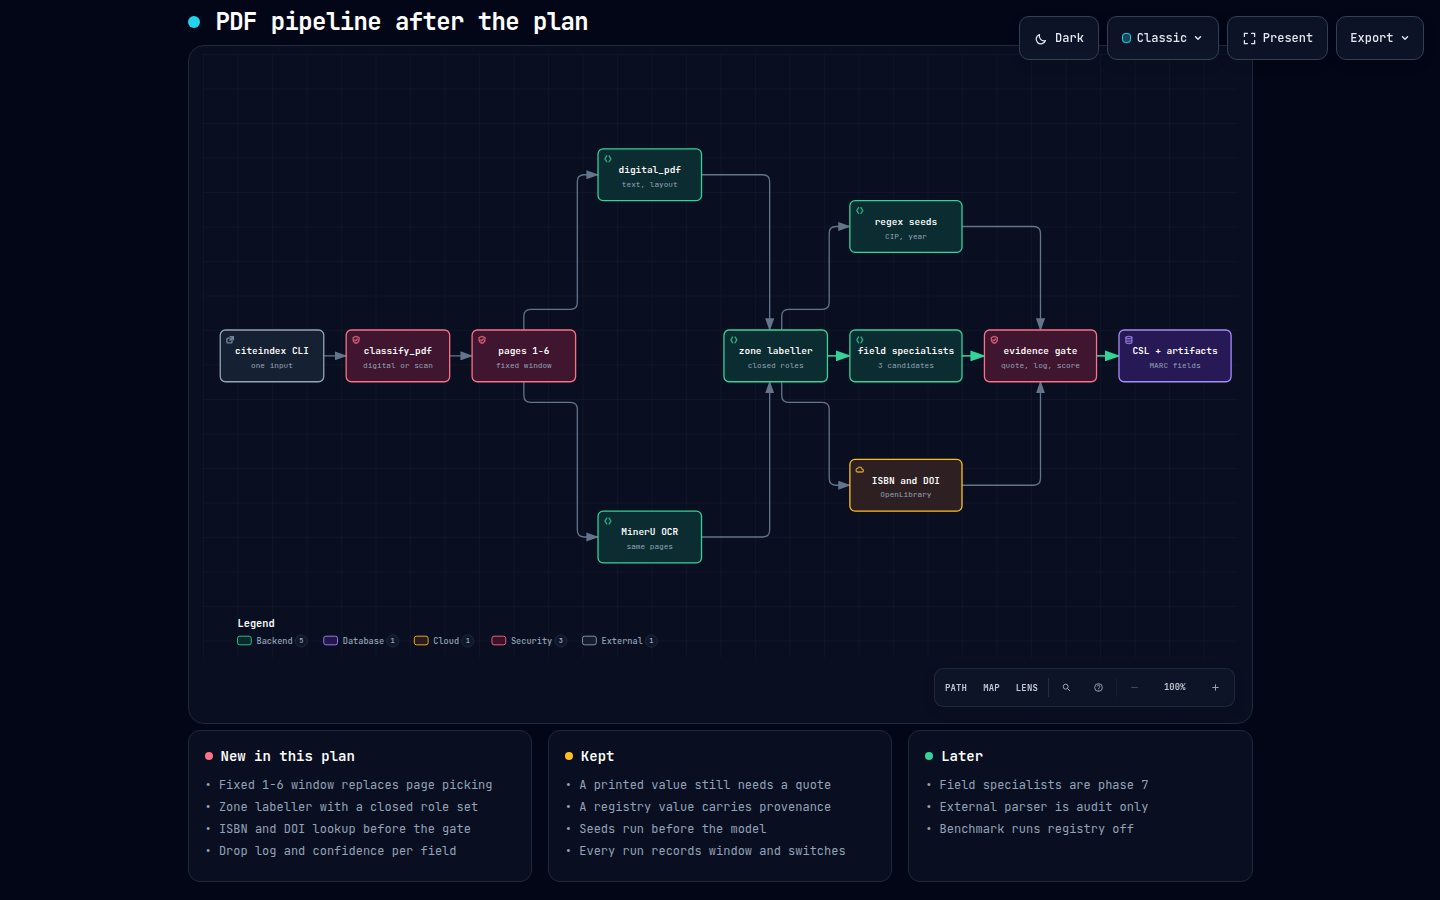 PDF pipeline after the plan
Dark
Classic
Present
Export
digital_pdf
text, layout
regex seeds
CIP, year
citeindex CLI
one input
classify_pdf
digital or scan
pages 1-6
fixed window
zone labeller
closed roles
field specialists
3 candidates
evidence gate
quote, log, score
CSL + artifacts
MARC fields
ISBN and DOI
OpenLibrary
MinerU OCR
same pages
Legend
Backend 5
Database 1
Cloud 1
Security 3
External 1
PATH
MAP
LENS
100%
New in this plan
• Fixed 1-6 window replaces page picking
• Zone labeller with a closed role set
• ISBN and DOI lookup before the gate
• Drop log and confidence per field
Kept
• A printed value still needs a quote
• A registry value carries provenance
• Seeds run before the model
• Every run records window and switches
Later
• Field specialists are phase 7
• External parser is audit only
• Benchmark runs registry off